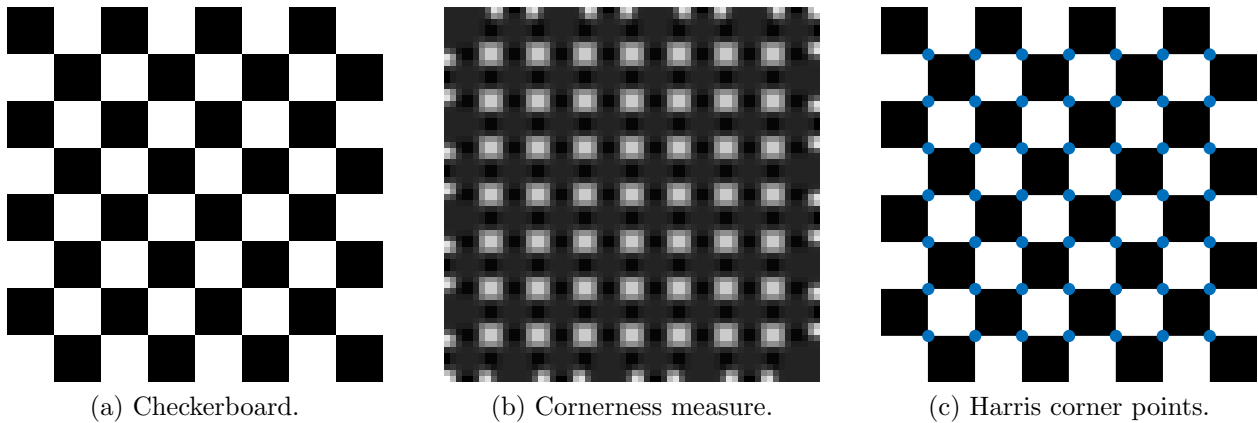 (a) Checkerboard.
(b) Cornerness measure.
(c) Harris corner points.